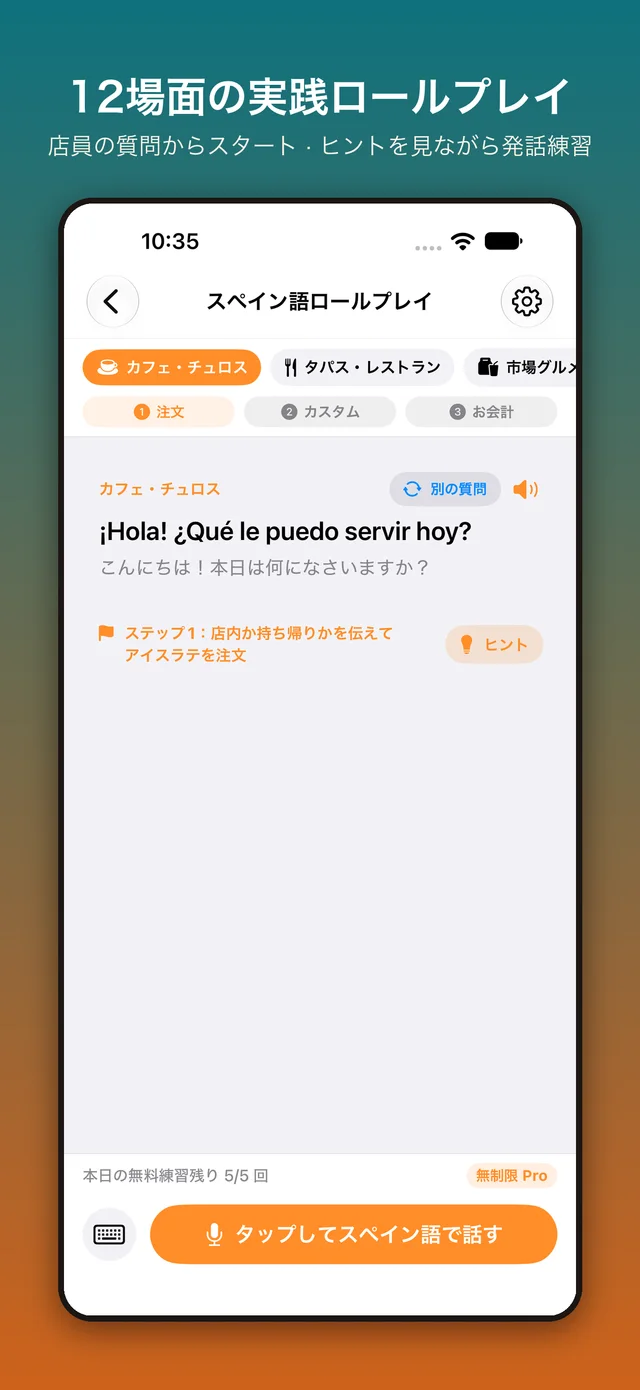 12場面の実践ロールプレイ
店員の質問からスタート · ヒントを見ながら発話練習
10:35
スペイン語ロールプレイ
カフェ・チュロス タパス・レストラン 市場グルメ
1 注文 2 カスタム 3 お会計
カフェ・チュロス 別の質問
¡Hola! ¿Qué le puedo servir hoy?
こんにちは！本日は何になさいますか？
ステップ1：店内か持ち帰りかを伝えて
アイスラテを注文
ヒント
本日の無料練習残り 5/5 回 無制限 Pro
タップしてスペイン語で話す